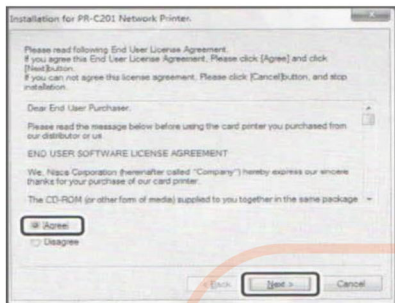 Installation for PR-C201 Network Printer.
Please read following End User License Agreement.
If you agree this End User License Agreement, Please click [Agree] and click
[Next]button.
If you can not agree this license agreement, Please click [Cancel]button, and stop
installation.
Dear End User Purchaser.
Please read the message below before using the card printer you purchased from
our distributor or us
END USER SOFTWARE LICENSE AGREEMENT
We, Nisca Corporation (hereinafter called "Company") hereby express our sincere
thanks for your purchase of our card printer.
The CD-ROM (or other form of media) supplied to you together in the same package
Agree
Disagree
< Back
Next >
Cancel